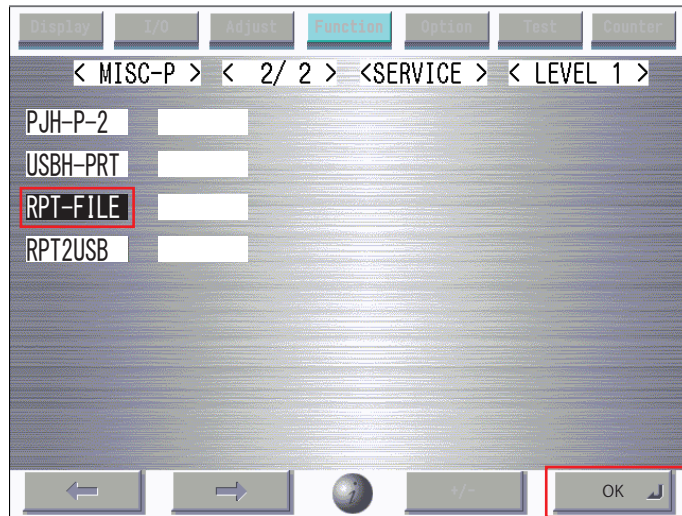 Display I/O Adjust Function Option Test Counter
< MISC-P > < 2/ 2 > <SERVICE > < LEVEL 1 >
PJH-P-2
USBH-PRT
RPT-FILE
RPT2USB
i +/- OK